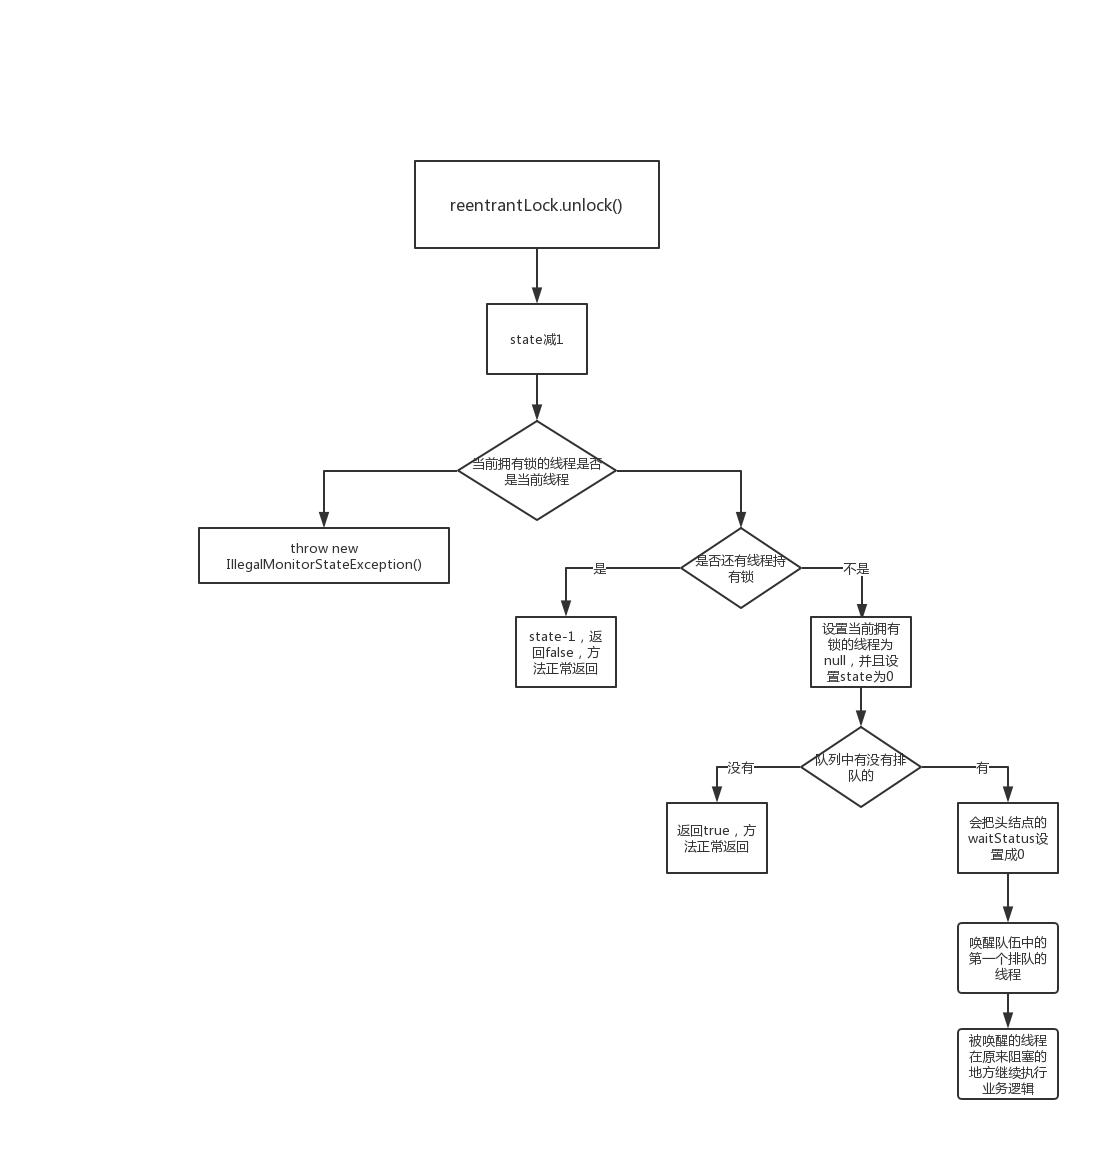 reentrantLock.unlock()
state减1
当前拥有锁的线程是否
是当前线程
throw new
IllegalMonitorStateException()
是否还有线程持
有锁
是
不是
state-1，返
回false，方
法正常返回
设置当前拥有
锁的线程为
null，并且设
置state为0
队列中有没有排
队的
没有
有
返回true，方
法正常返回
会把头结点的
waitStatus设
置成0
唤醒队伍中的
第一个排队的
线程
被唤醒的线程
在原来阻塞的
地方继续执行
业务逻辑